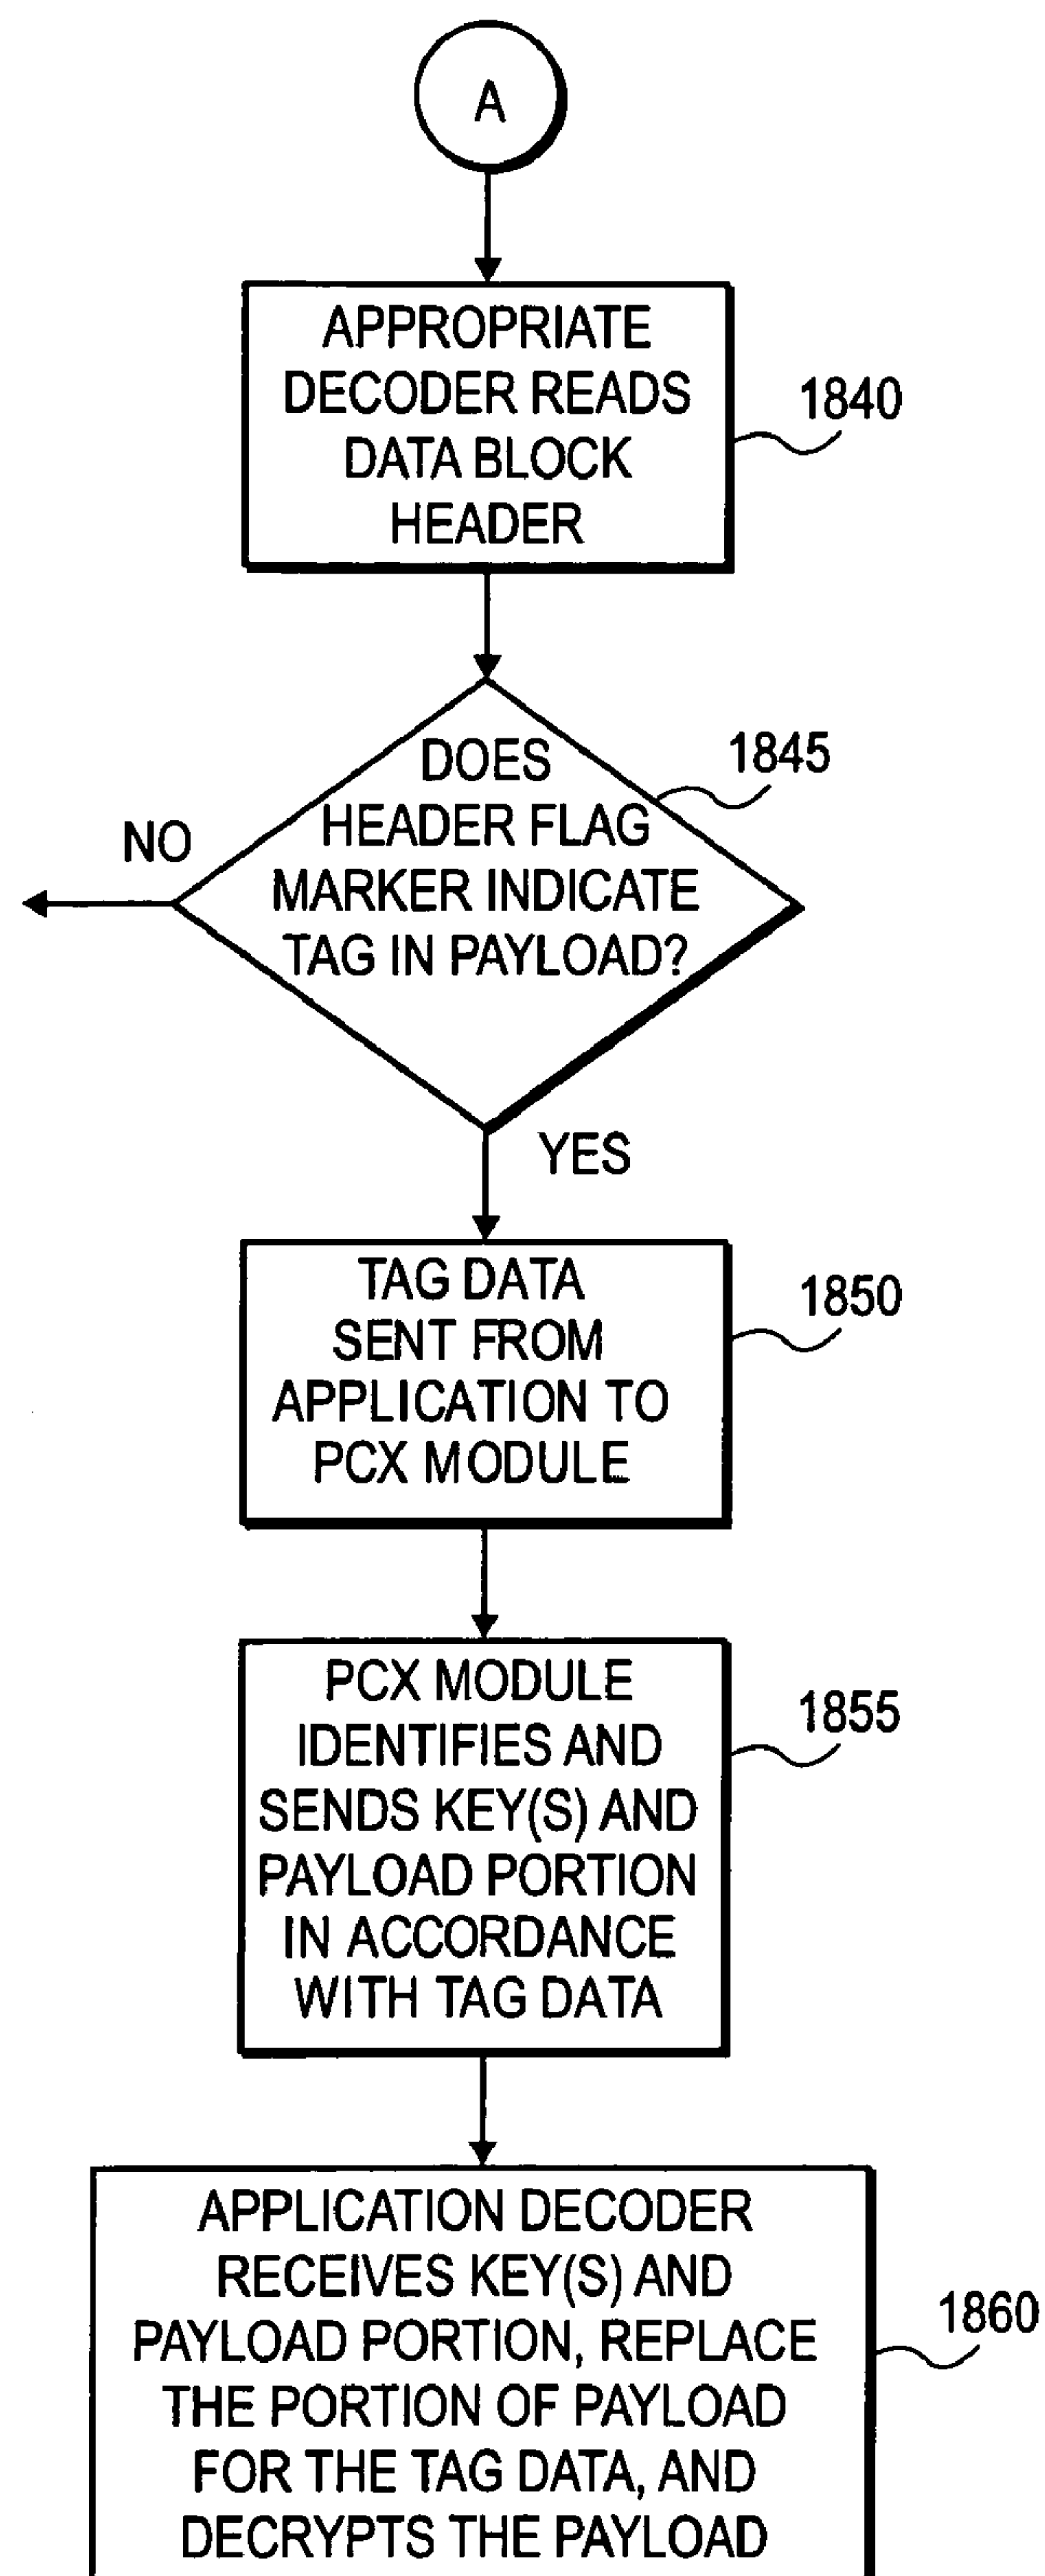 A
APPROPRIATE
DECODER READS
DATA BLOCK
HEADER
1840
DOES
HEADER FLAG
MARKER INDICATE
TAG IN PAYLOAD?
1845
NO
YES
TAG DATA
SENT FROM
APPLICATION TO
PCX MODULE
1850
PCX MODULE
IDENTIFIES AND
SENDS KEY(S) AND
PAYLOAD PORTION
IN ACCORDANCE
WITH TAG DATA
1855
APPLICATION DECODER
RECEIVES KEY(S) AND
PAYLOAD PORTION, REPLACE
THE PORTION OF PAYLOAD
FOR THE TAG DATA, AND
DECRYPTS THE PAYLOAD
1860